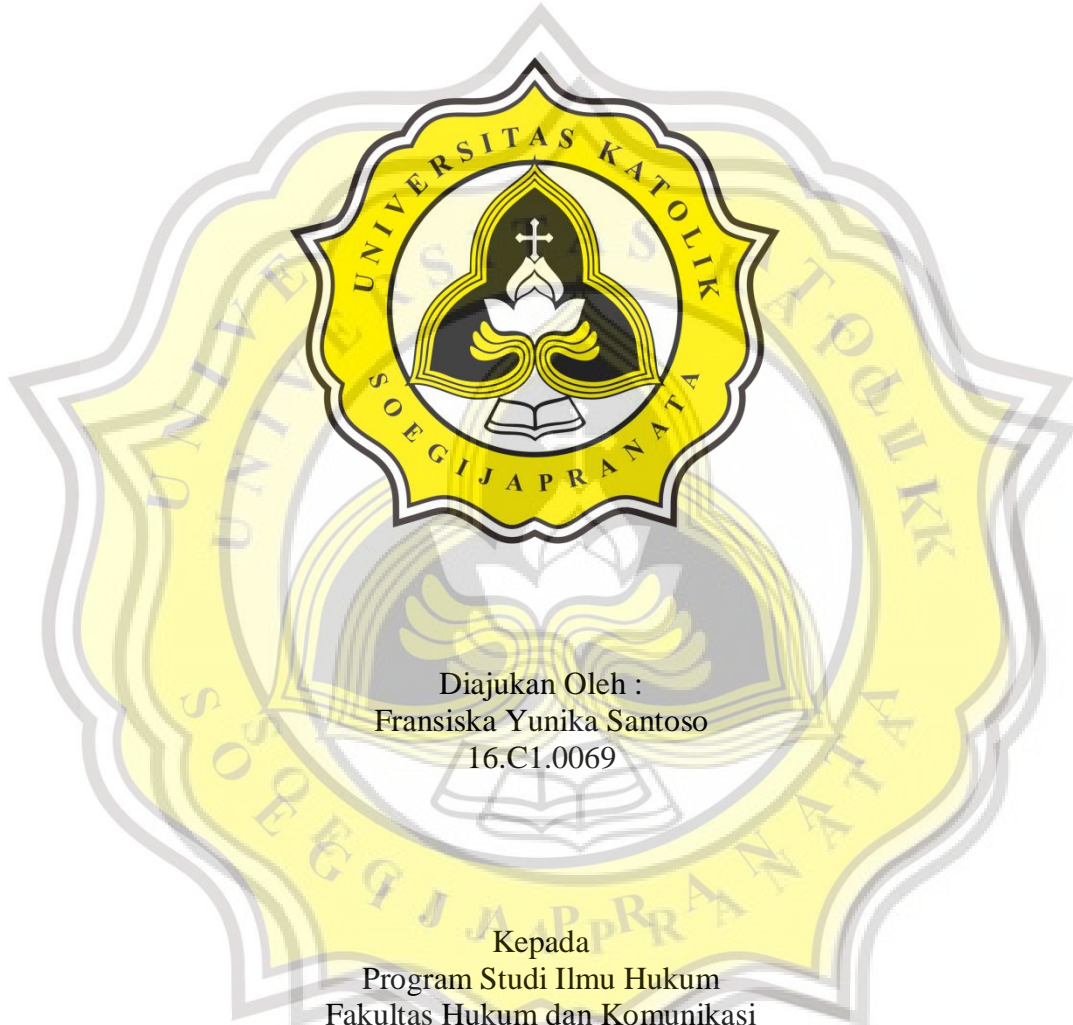 UNIVERSITAS KATOLIK
SOEGIJAPRANATA
Diajukan Oleh :
Fransiska Yunika Santoso
16.C1.0069
Kepada
Program Studi Ilmu Hukum
Fakultas Hukum dan Komunikasi